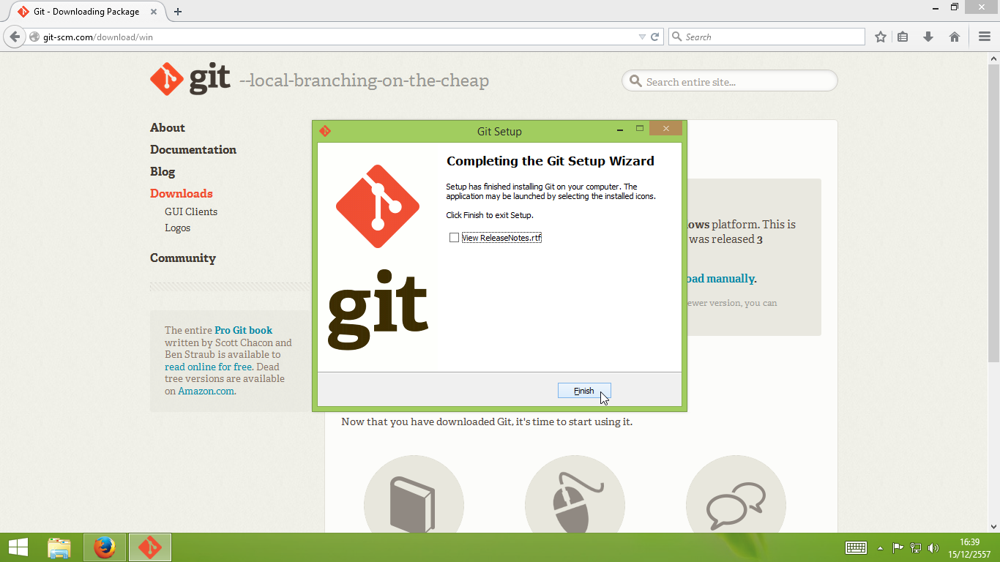 Git - Downloading Package
git-scm.com/download/win
Search
git --local-branching-on-the-cheap
Search entire site...
About
Documentation
Blog
Downloads
GUI Clients
Logos
Community
The entire Pro Git book
written by Scott Chacon and
Ben Straub is available to
read online for free. Dead
tree versions are available
on Amazon.com.
Git Setup
Completing the Git Setup Wizard
Setup has finished installing Git on your computer. The
application may be launched by selecting the installed icons.
Click Finish to exit Setup.
View ReleaseNotes.rtf
git
Finish
platform. This is
was released 3
manually.
you can
Now that you have downloaded Git, it's time to start using it.
16:39
15/12/2557